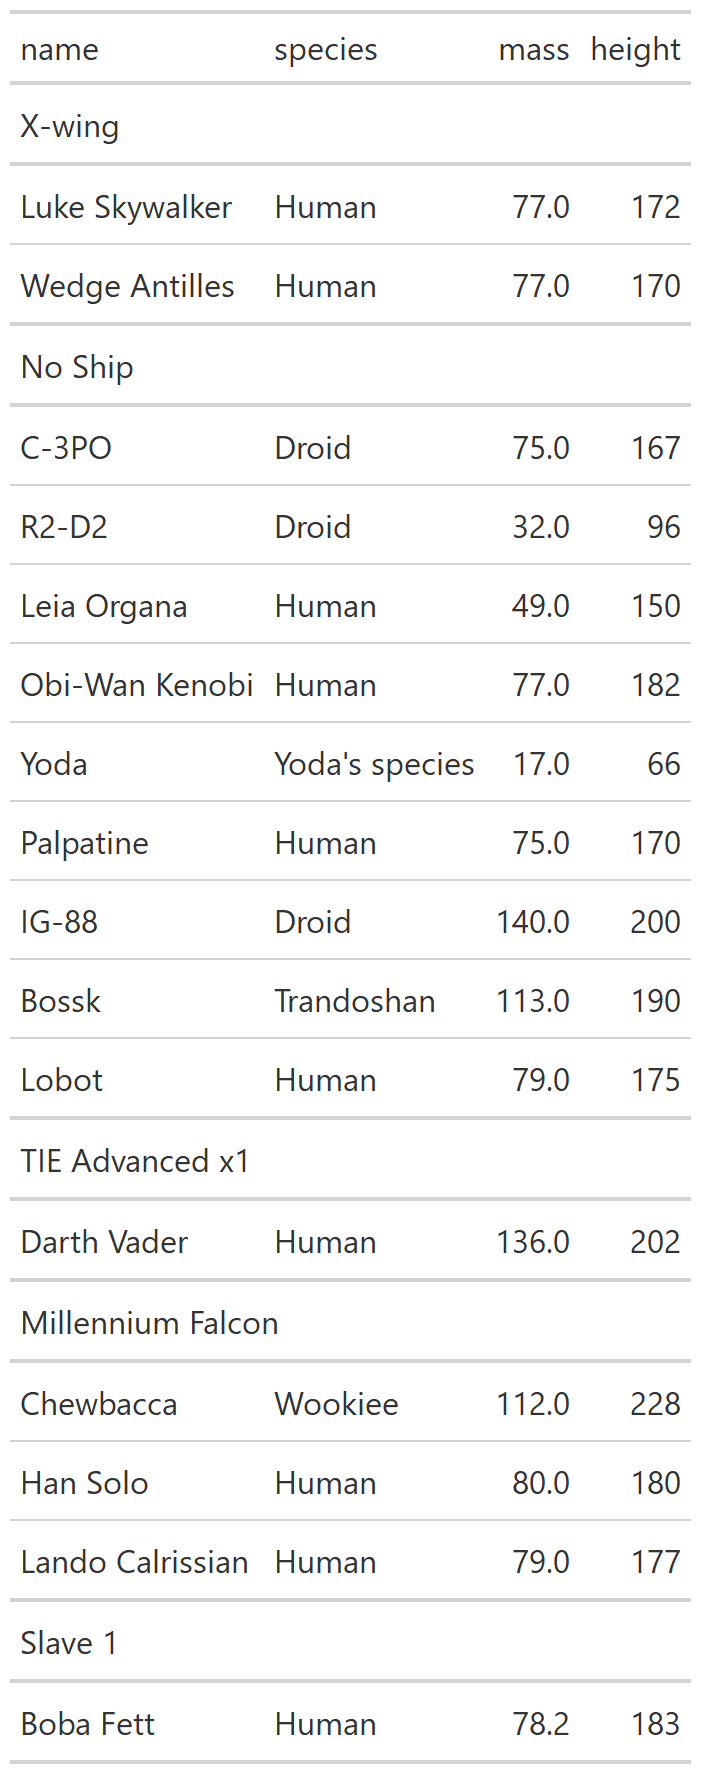 name species mass height
X-wing
Luke Skywalker Human 77.0 172
Wedge Antilles Human 77.0 170
No Ship
C-3PO Droid 75.0 167
R2-D2 Droid 32.0 96
Leia Organa Human 49.0 150
Obi-Wan Kenobi Human 77.0 182
Yoda Yoda's species 17.0 66
Palpatine Human 75.0 170
IG-88 Droid 140.0 200
Bossk Trandoshan 113.0 190
Lobot Human 79.0 175
TIE Advanced x1
Darth Vader Human 136.0 202
Millennium Falcon
Chewbacca Wookiee 112.0 228
Han Solo Human 80.0 180
Lando Calrissian Human 79.0 177
Slave 1
Boba Fett Human 78.2 183